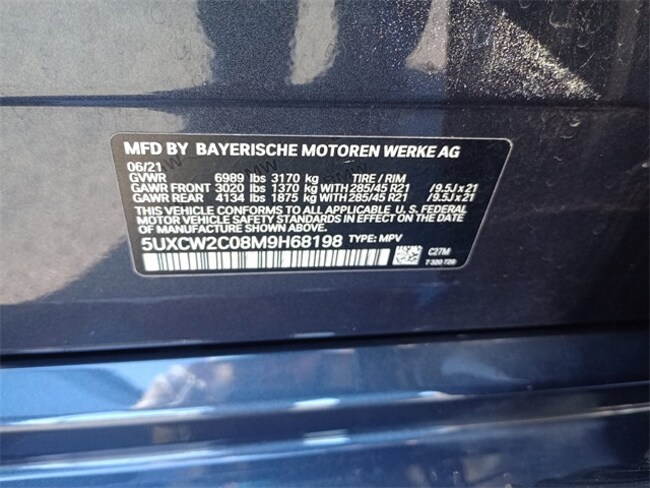 MFD BY BAYERISCHE MOTOREN WERKE AG
06/21
GVWR 6989 lbs 3170 kg TIRE / RIM
GAWR FRONT 3020 lbs 1370 kg WITH 285/45 R21 /9.5J x 21
GAWR REAR 4134 lbs 1875 kg WITH 285/45 R21 /9.5J x 21
THIS VEHICLE CONFORMS TO ALL APPLICABLE U. S. FEDERAL
MOTOR VEHICLE SAFETY STANDARDS IN EFFECT ON THE DATE OF
MANUFACTURE SHOWN ABOVE.
5UXCW2C08M9H68198 TYPE: MPV
C27M